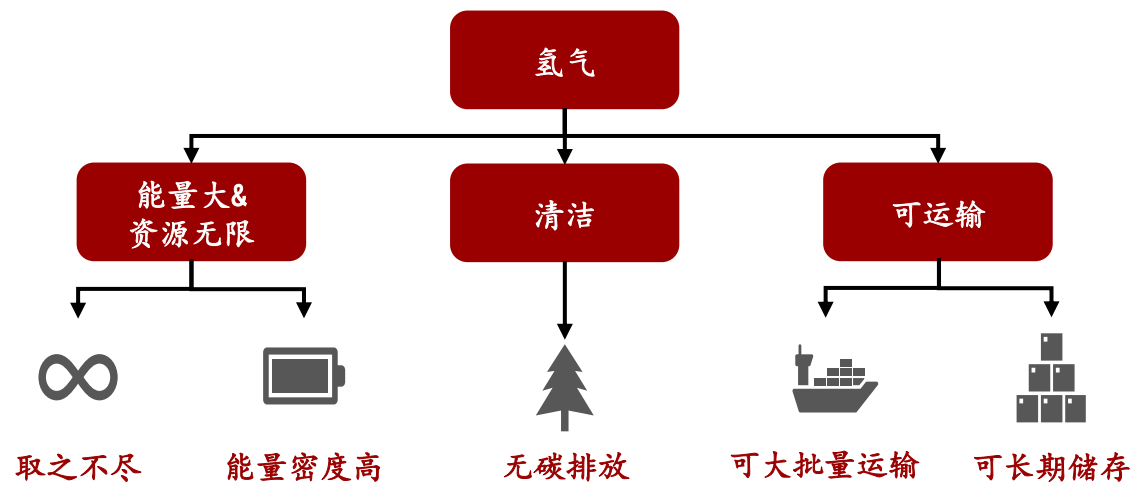 氢气
能量大&
资源无限
清洁
可运输
取之不尽
能量密度高
无碳排放
可大批量运输
可长期储存